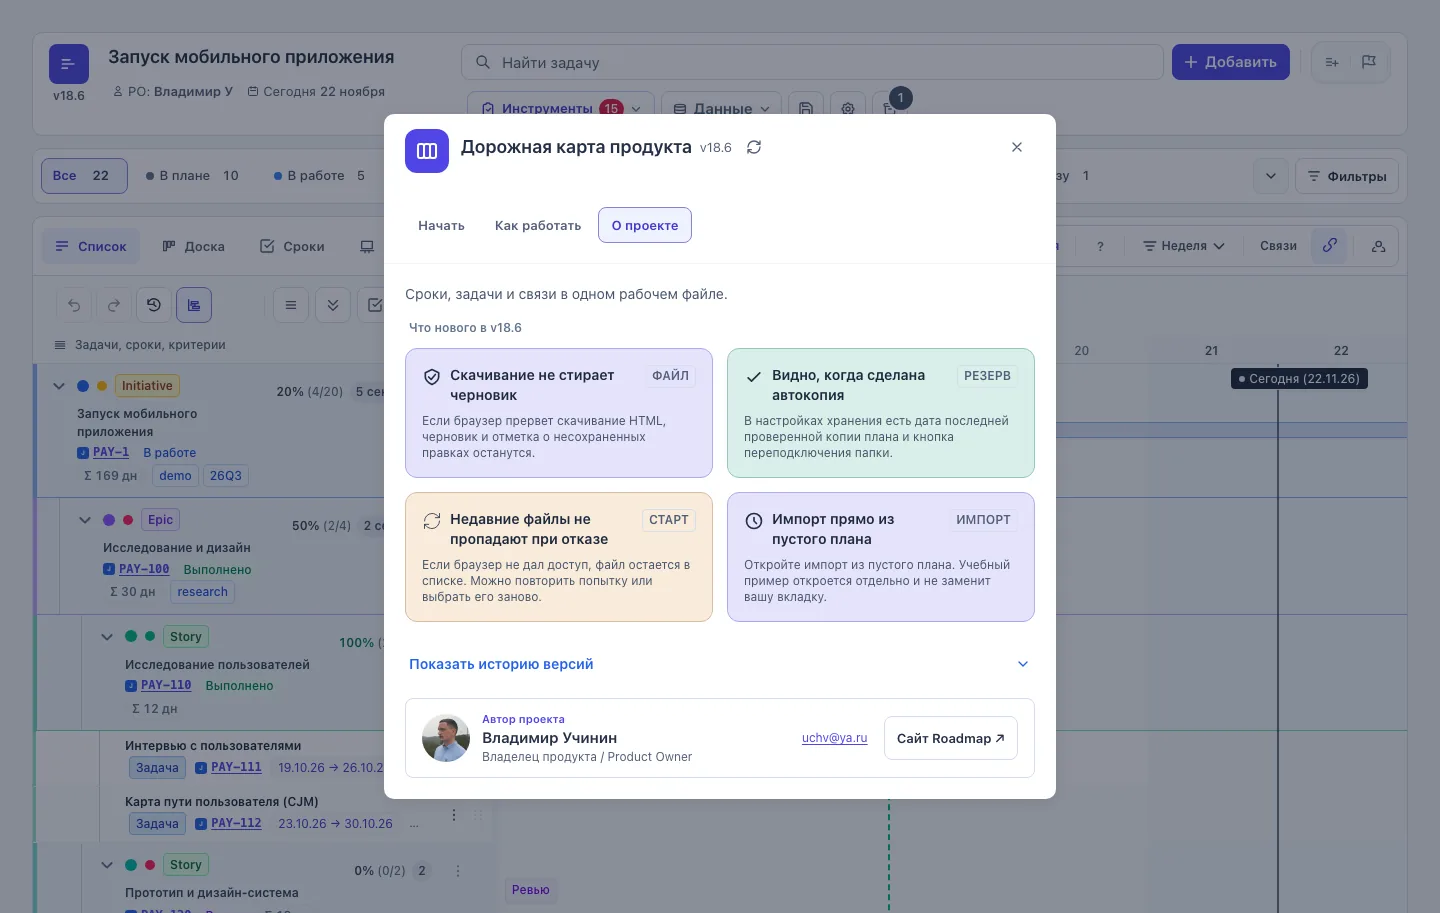 Запуск мобильного приложения
v18.6
PO: Владимир У
Сегодня 22 ноября
Найти задачу
Добавить
Инструменты 15
Данные
1
Все 22
В плане 10
В работе 5
зу 1
Фильтры
Список
Доска
Сроки
я
?
Неделя
Связи
Задачи, сроки, критерии
20
21
22
Сегодня (22.11.26)
Initiative
20% (4/20)
5 сен
Запуск мобильного
приложения
PAY-1 В работе
Σ 169 дн demo 26Q3
Epic
50% (2/4)
Исследование и дизайн
PAY-100 Выполнено
Σ 30 дн research
Story
100%
Исследование пользователей
PAY-110 Выполнено
Σ 12 дн
Интервью с пользователями
Задача PAY-111 19.10.26 → 26.10.2
Карта пути пользователя (CJM)
Задача PAY-112 23.10.26 → 30.10.26 ...
Story
0% (0/2) 2
Прототип и дизайн-система
Ревью
Дорожная карта продукта v18.6
Начать
Как работать
О проекте
Сроки, задачи и связи в одном рабочем файле.
Что нового в v18.6
Скачивание не стирает
черновик
ФАЙЛ
Если браузер прервет скачивание HTML,
черновик и отметка о несохраненных
правках останутся.
Видно, когда сделана
автокопия
РЕЗЕРВ
В настройках хранения есть дата последней
проверенной копии плана и кнопка
переподключения папки.
Недавние файлы не
пропадают при отказе
СТАРТ
Если браузер не дал доступ, файл остается в
списке. Можно повторить попытку или
выбрать его заново.
Импорт прямо из
пустого плана
ИМПОРТ
Откройте импорт из пустого плана. Учебный
пример откроется отдельно и не заменит
вашу вкладку.
Показать историю версий
Автор проекта
Владимир Учинин
Владелец продукта / Product Owner
uchv@ya.ru
Сайт Roadmap ↗